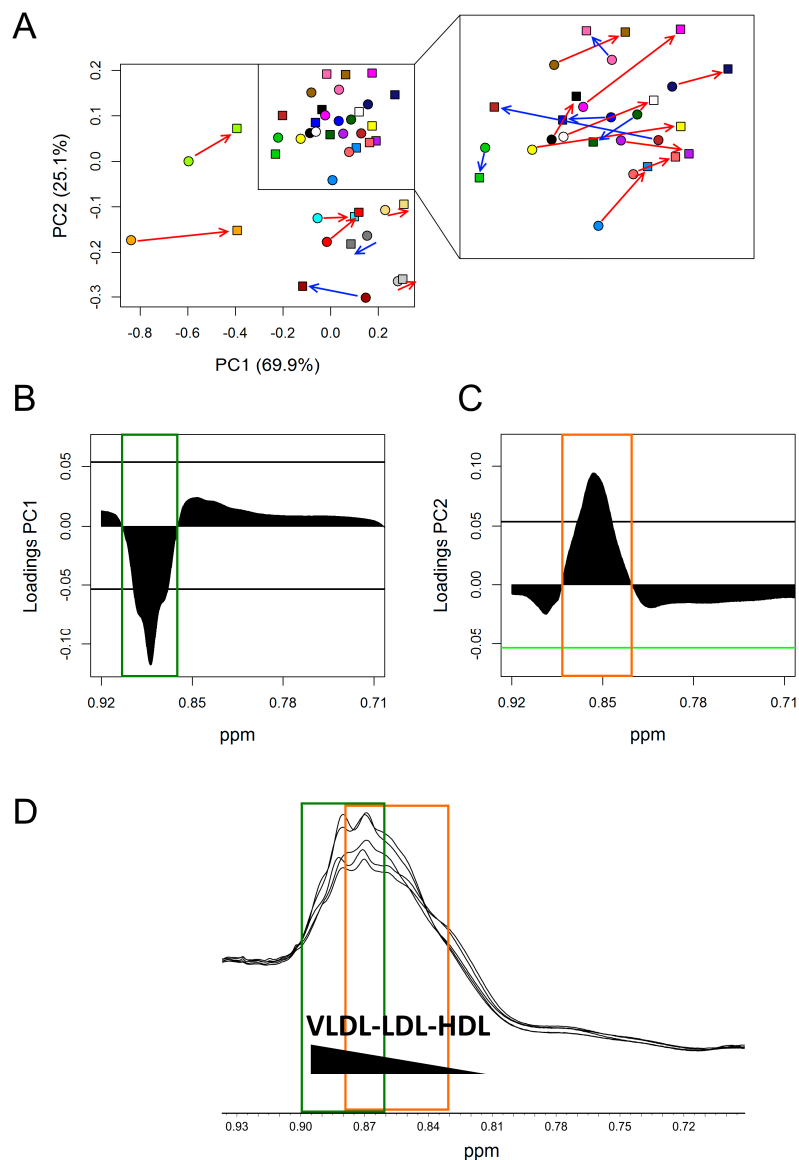 A
0.2
0.1
0.0
-0.1
-0.2
-0.3
PC2 (25.1%)
-0.8 -0.6 -0.4 -0.2 0.0 0.2
PC1 (69.9%)
B
0.05
0.00
-0.05
-0.10
Loadings PC1
0.92 0.85 0.78 0.71
ppm
C
0.10
0.05
0.00
-0.05
Loadings PC2
0.92 0.85 0.78 0.71
ppm
D
VLDL-LDL-HDL
0.93 0.90 0.87 0.84 0.81 0.78 0.75 0.72
ppm